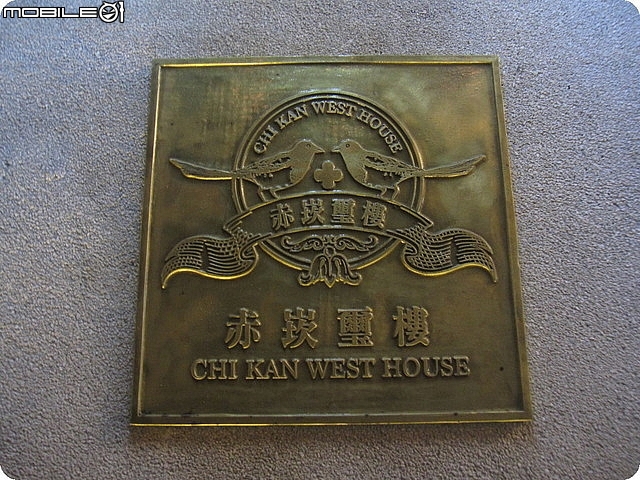 MOBILE01
CHI KAN WEST HOUSE
赤崁璽樓
赤崁璽樓
CHI KAN WEST HOUSE